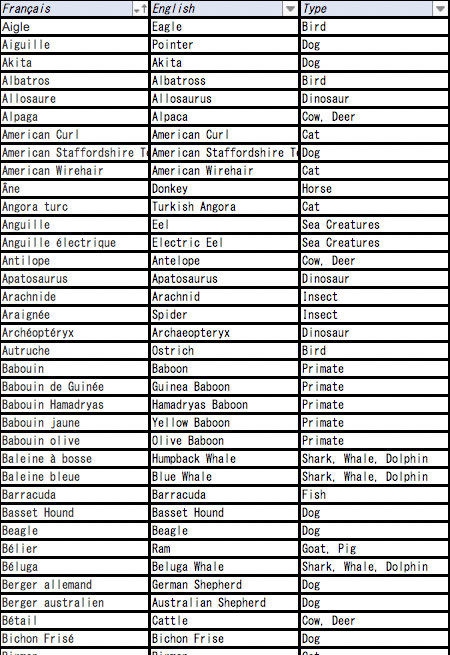 Français English Type
Aigle Eagle Bird
Aiguille Pointer Dog
Akita Akita Dog
Albatros Albatross Bird
Allosaure Allosaurus Dinosaur
Alpaga Alpaca Cow, Deer
American Curl American Curl Cat
American Staffordshire Te American Staffordshire Te Dog
American Wirehair American Wirehair Cat
Âne Donkey Horse
Angora turc Turkish Angora Cat
Anguille Eel Sea Creatures
Anguille électrique Electric Eel Sea Creatures
Antilope Antelope Cow, Deer
Apatosaurus Apatosaurus Dinosaur
Arachnide Arachnid Insect
Araignée Spider Insect
Archéoptéryx Archaeopteryx Dinosaur
Autruche Ostrich Bird
Babouin Baboon Primate
Babouin de Guinée Guinea Baboon Primate
Babouin Hamadryas Hamadryas Baboon Primate
Babouin jaune Yellow Baboon Primate
Babouin olive Olive Baboon Primate
Baleine à bosse Humpback Whale Shark, Whale, Dolphin
Baleine bleue Blue Whale Shark, Whale, Dolphin
Barracuda Barracuda Fish
Basset Hound Basset Hound Dog
Beagle Beagle Dog
Bélier Ram Goat, Pig
Béluga Beluga Whale Shark, Whale, Dolphin
Berger allemand German Shepherd Dog
Berger australien Australian Shepherd Dog
Bétail Cattle Cow, Deer
Bichon Frisé Bichon Frise Dog